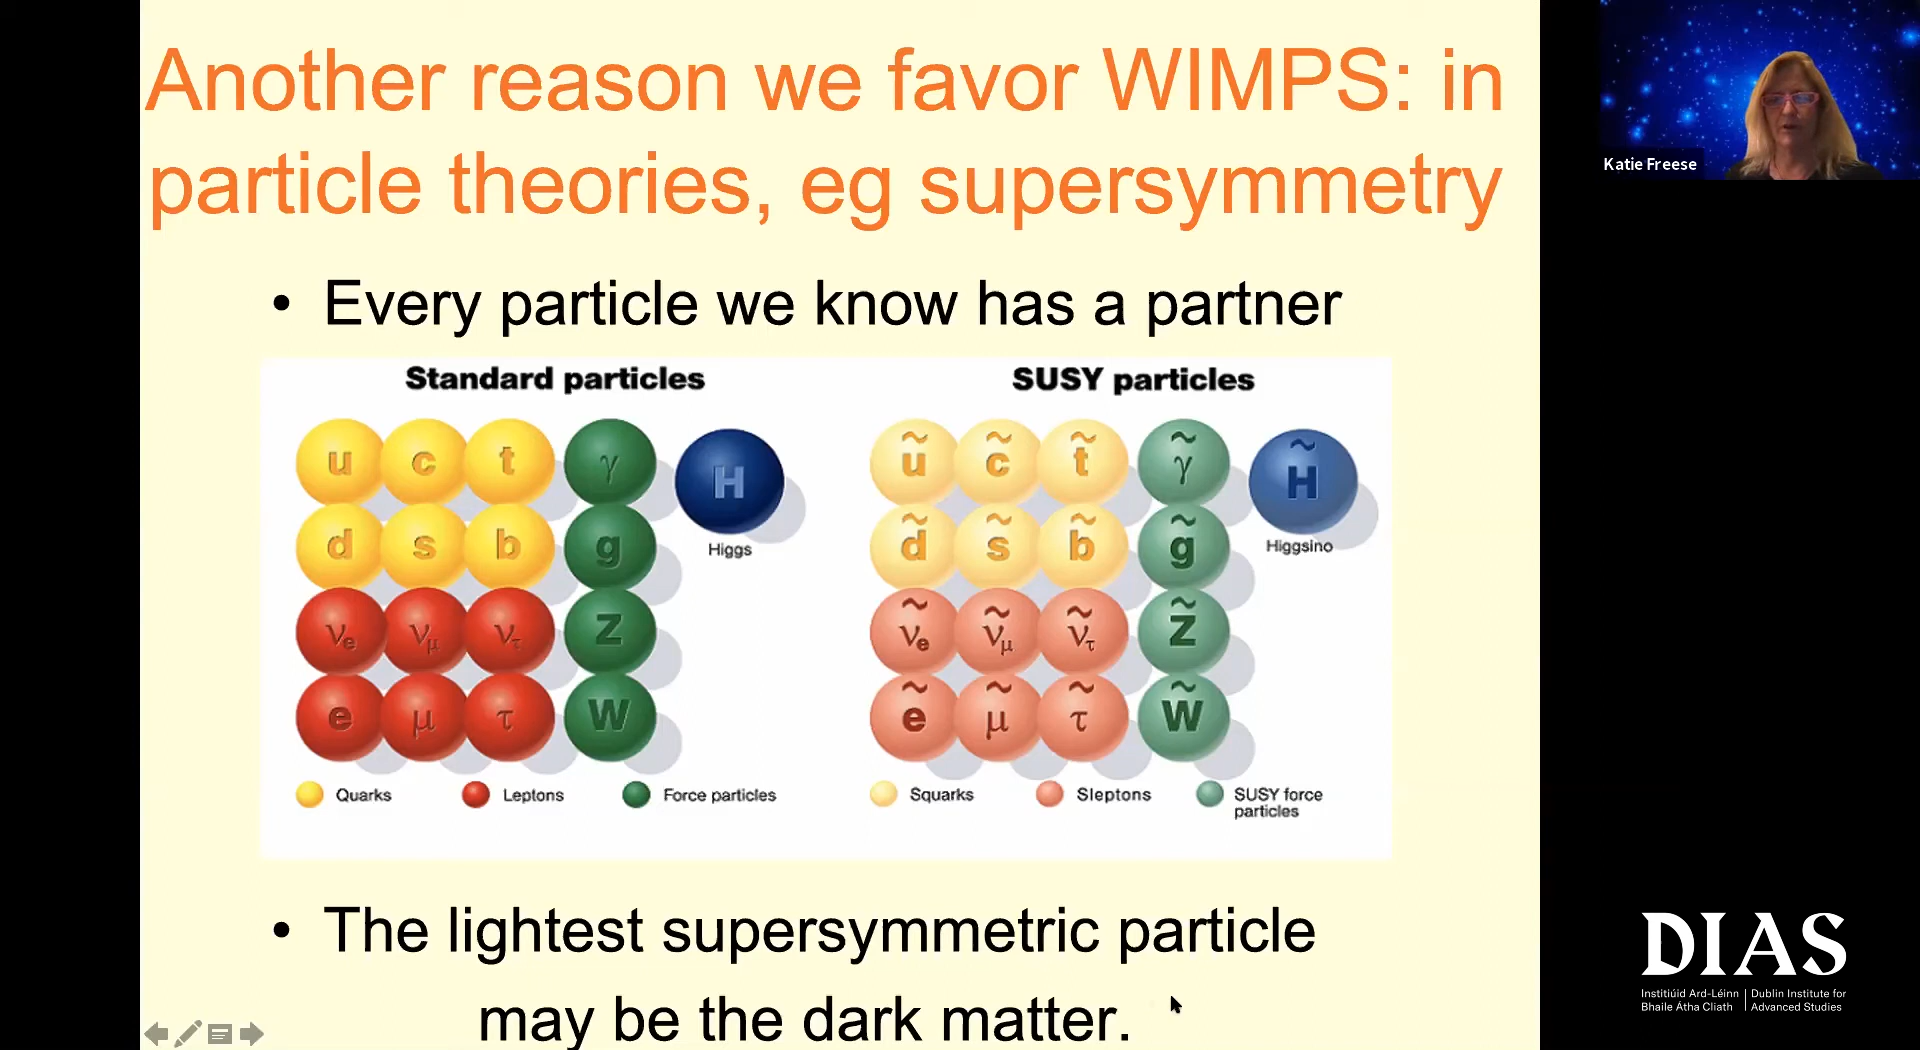 Another reason we favor WIMPS: in
particle theories, eg supersymmetry
Katie Freese
• Every particle we know has a partner
Standard particles
SUSY particles
u c t γ H
d s b g
Higgs
νe νμ ντ Z
e μ τ W
Quarks Leptons Force particles
ũ c̃ t̃ γ̃ H̃
d̃ s̃ b̃ g̃
Higgsino
ν̃e ν̃μ ν̃τ Z̃
ẽ μ̃ τ̃ W̃
Squarks Sleptons SUSY force
particles
• The lightest supersymmetric particle
may be the dark matter.
DIAS
Institiúid Ard-Léinn | Dublin Institute for
Bhaile Átha Cliath | Advanced Studies